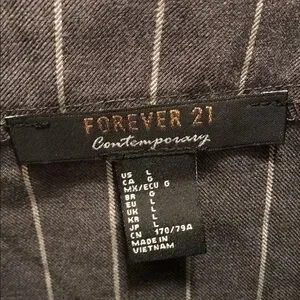 FOREVER 21
Contemporary
US L
CA G
MX/ECU G
BR G
EU L
UK L
KR L
JP L
CN 170/79A
MADE IN
VIETNAM